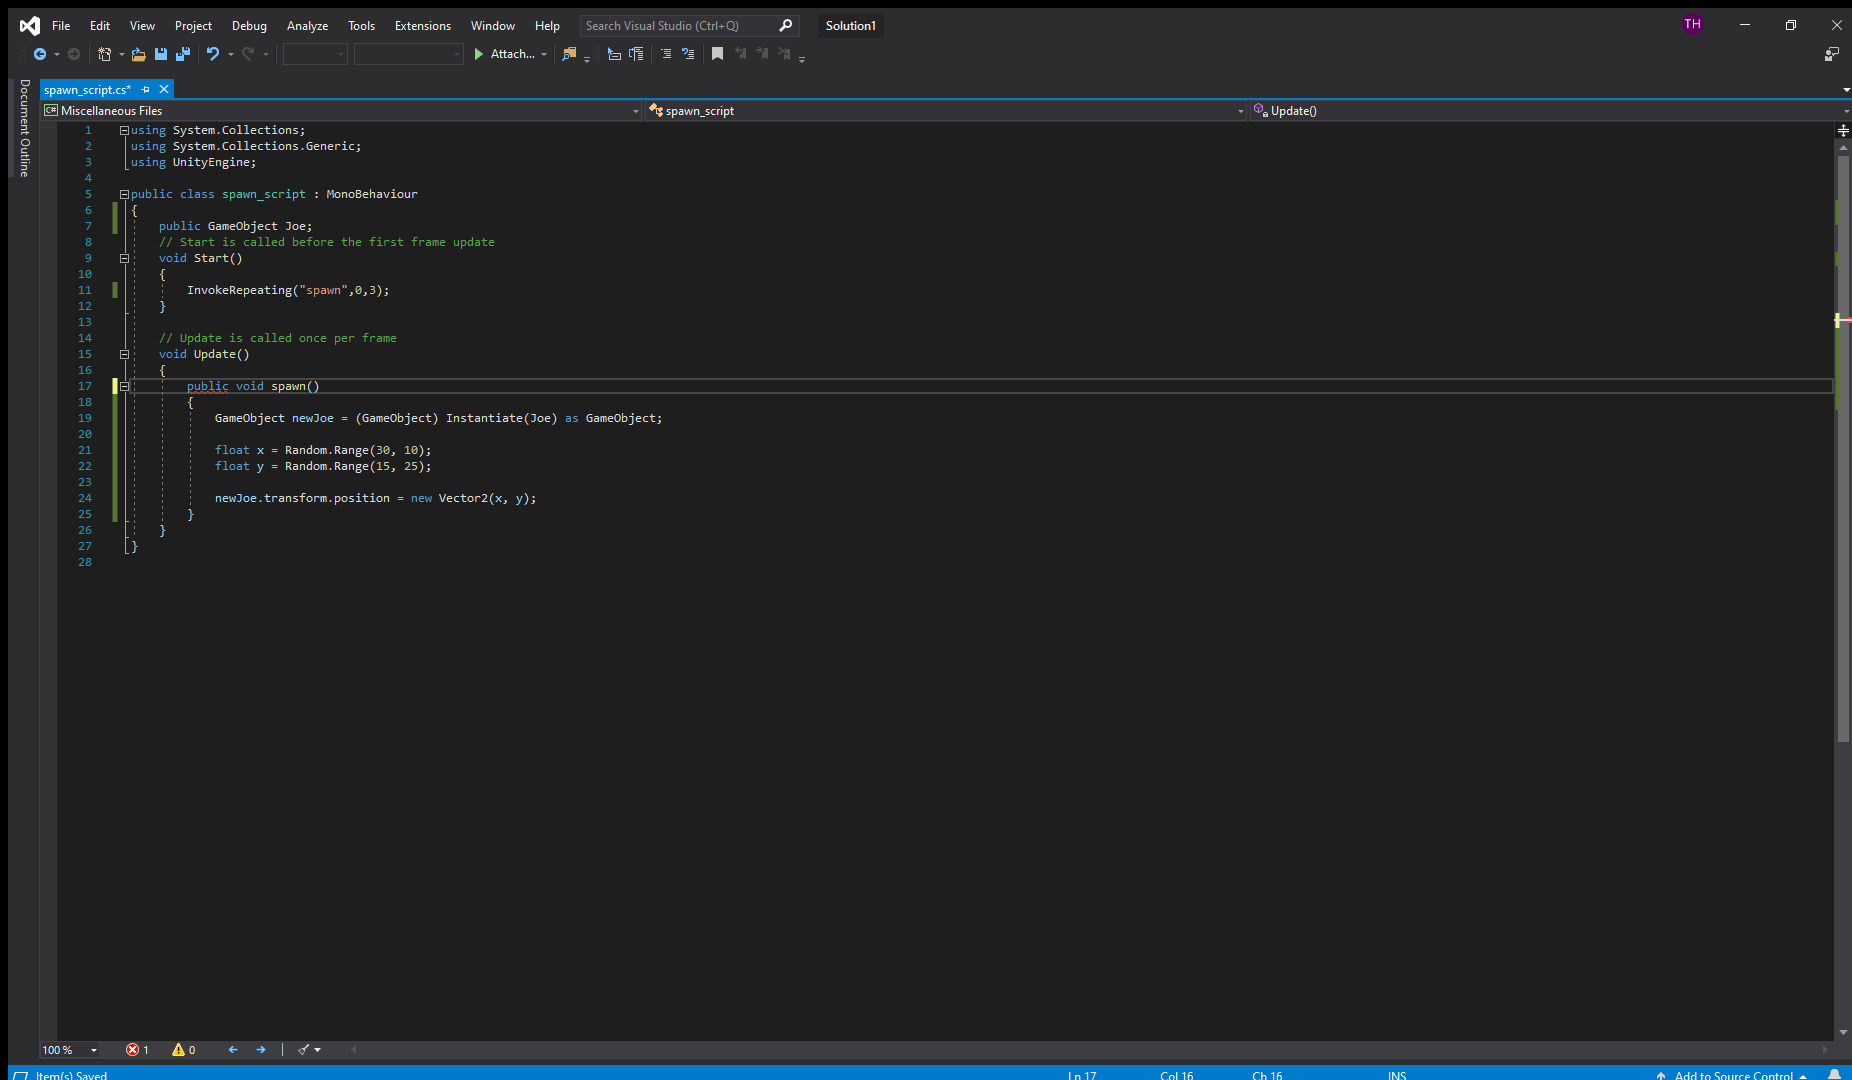 File Edit View Project Debug Analyze Tools Extensions Window Help Search Visual Studio (Ctrl+Q) Solution1 TH
Attach...
Document Outline
spawn_script.cs*
C# Miscellaneous Files spawn_script Update()
1 using System.Collections;
2 using System.Collections.Generic;
3 using UnityEngine;
4
5 public class spawn_script : MonoBehaviour
6 {
7 public GameObject Joe;
8 // Start is called before the first frame update
9 void Start()
10 {
11 InvokeRepeating("spawn",0,3);
12 }
13
14 // Update is called once per frame
15 void Update()
16 {
17 public void spawn()
18 {
19 GameObject newJoe = (GameObject) Instantiate(Joe) as GameObject;
20
21 float x = Random.Range(30, 10);
22 float y = Random.Range(15, 25);
23
24 newJoe.transform.position = new Vector2(x, y);
25 }
26 }
27 }
28
100 % 1 0
Item(s) Saved Ln 17 Col 16 Ch 16 INS Add to Source Control